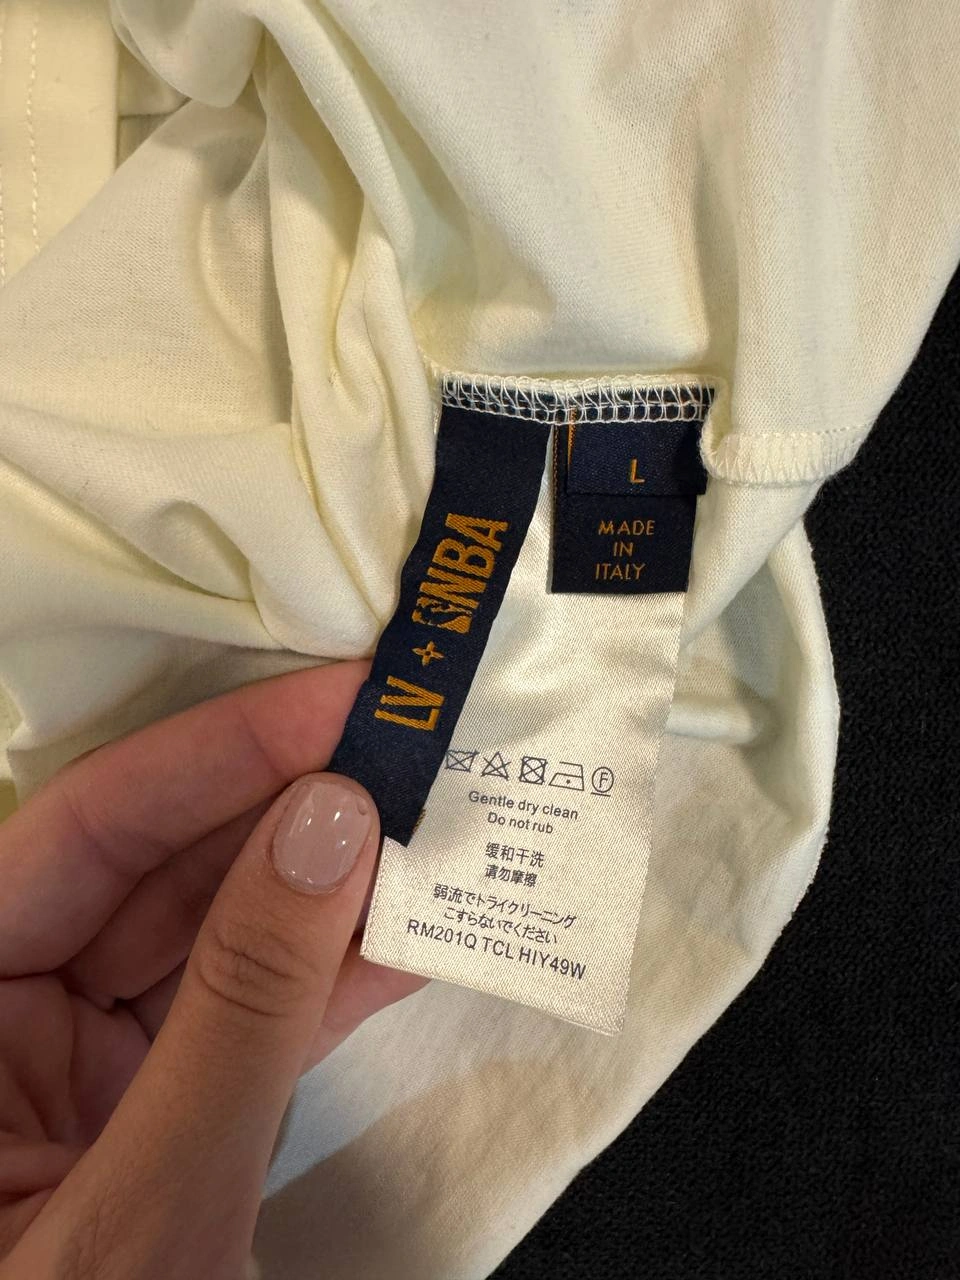 L
MADE
IN
ITALY
LV + NBA
F
Gentle dry clean
Do not rub
缓和干洗
请勿摩擦
弱流でトライクリーニング
こすらないでください
RM201Q TCL HIY49W